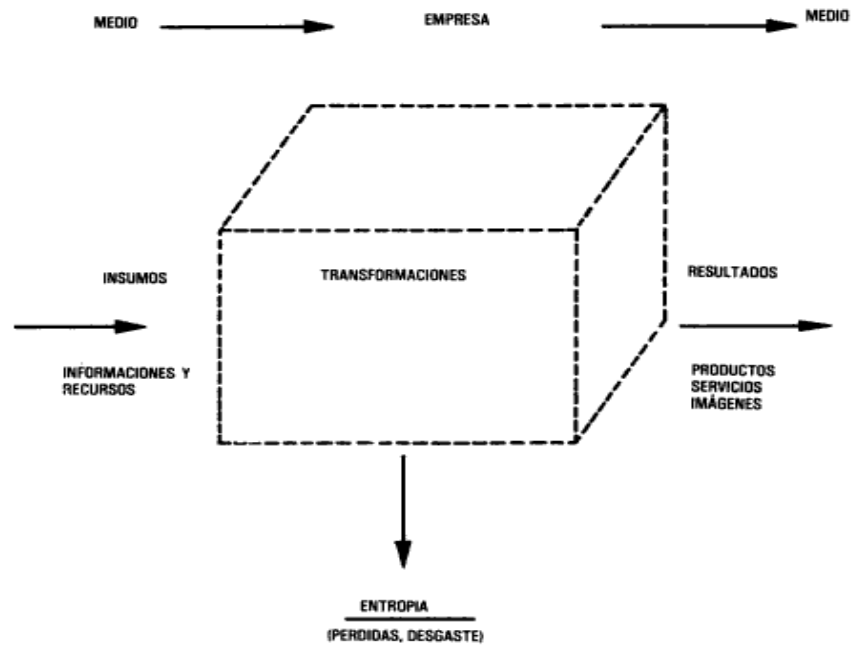 MEDIO
EMPRESA
MEDIO
INSUMOS
TRANSFORMACIONES
RESULTADOS
INFORMACIONES Y
RECURSOS
PRODUCTOS
SERVICIOS
IMÁGENES
ENTROPIA
(PERDIDAS, DESGASTE)